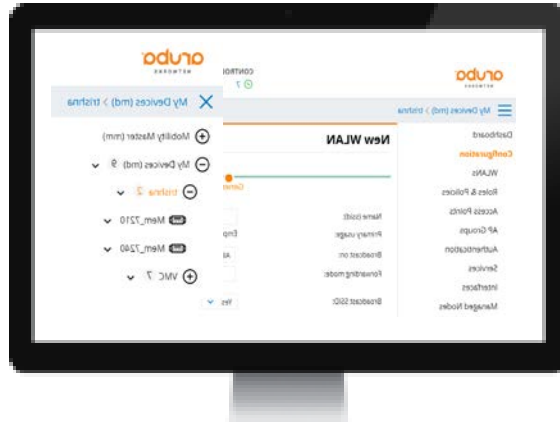 aruba
NETWORKS
My Devices (md) > trishna
Dashboard
Configuration
WLANs
Roles & Policies
Access Points
AP Groups
Authentication
Services
Interfaces
Managed Nodes
7
New WLAN
Name (ssid):
Primary usage:
Broadcast on:
Forwarding mode:
Broadcast SSID: Yes
aruba
NETWORKS
My Devices (md) > trishna
Mobility Master (mm)
My Devices (md) 9
trishna 2
Mem_7210
Mem_7240
VMC 7